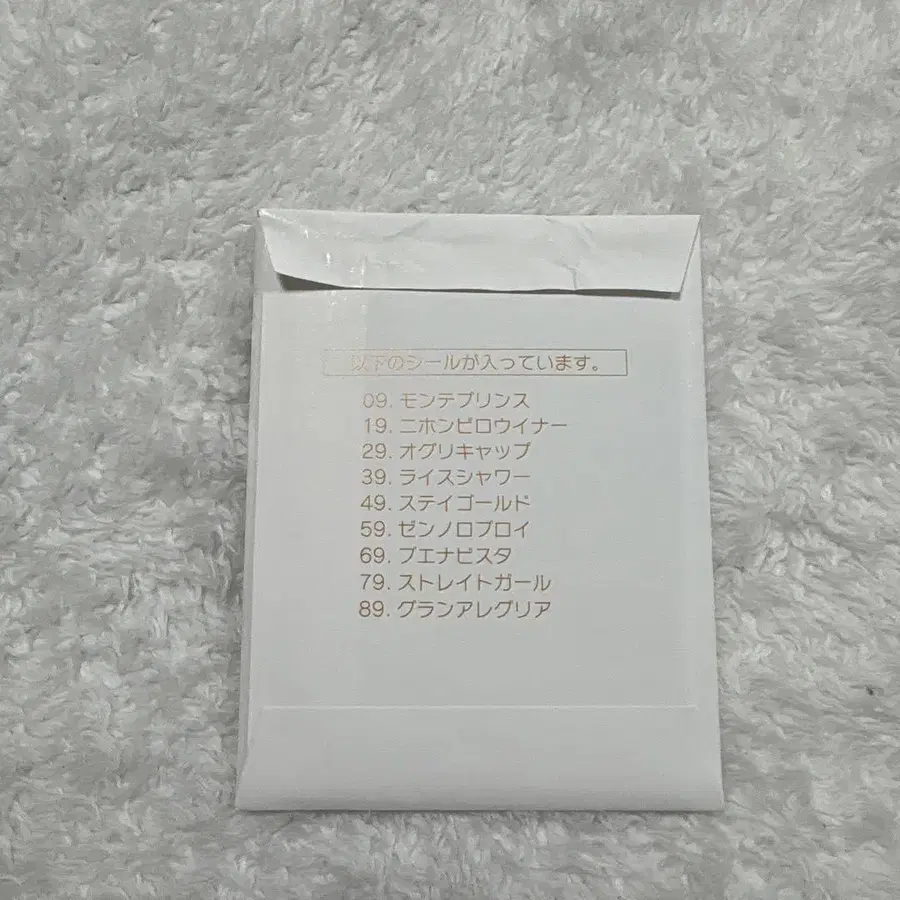 以下のシールが入っています。
09. モンテプリンス
19. ニホンピロウイナー
29. オグリキャップ
39. ライスシャワー
49. ステイゴールド
59. ゼンノロブロイ
69. ブエナビスタ
79. ストレイトガール
89. グランアレグリア